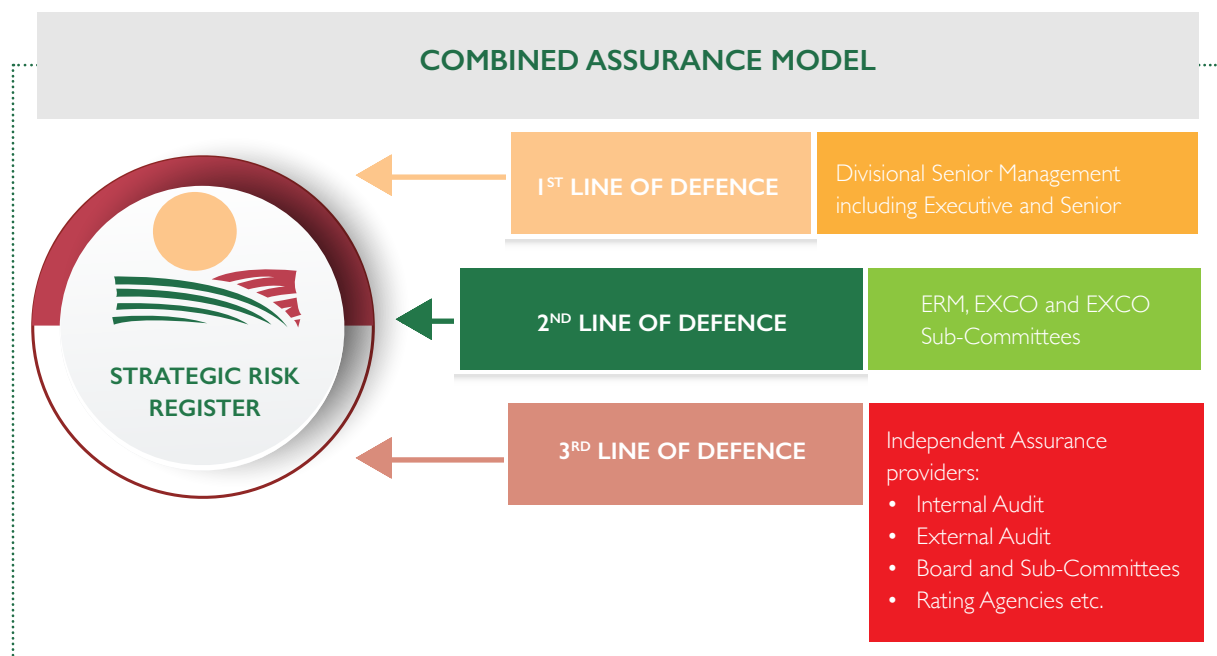 COMBINED ASSURANCE MODEL
STRATEGIC RISK
REGISTER
1ST LINE OF DEFENCE
Divisional Senior Management
including Executive and Senior
2ND LINE OF DEFENCE
ERM, EXCO and EXCO
Sub-Committees
3RD LINE OF DEFENCE
Independent Assurance
providers:
• Internal Audit
• External Audit
• Board and Sub-Committees
• Rating Agencies etc.